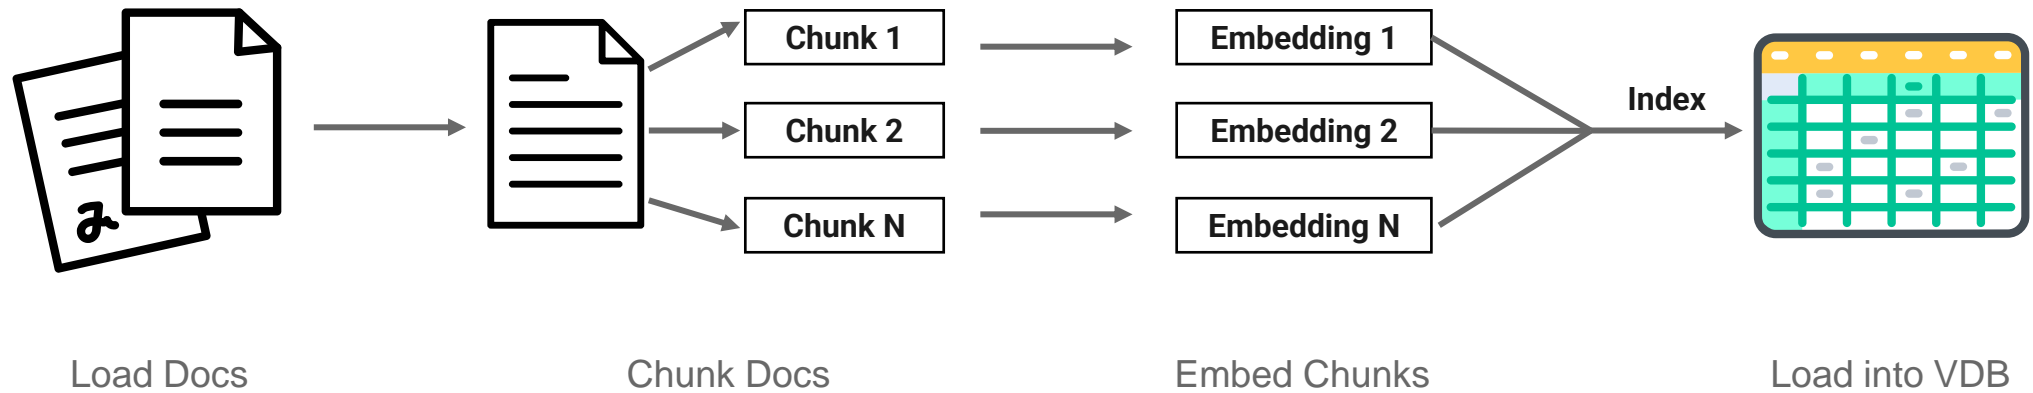 Chunk 1
Embedding 1
Index
Chunk 2
Embedding 2
Chunk N
Embedding N
Load Docs
Chunk Docs
Embed Chunks
Load into VDB